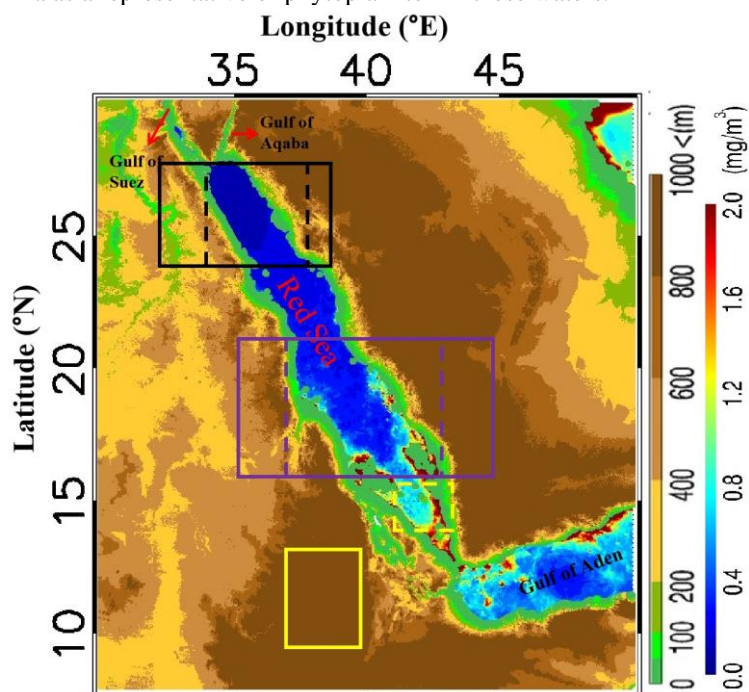 Longitude (°E)
35 40 45
Gulf of
Aqaba
Gulf of
Suez
Red Sea
Gulf of Aden
Latitude (°N)
25
20
15
10
1000 <(m)
800
600
400
200
100
0
(mg/m³)
2.0
1.6
1.2
0.8
0.4
0.0